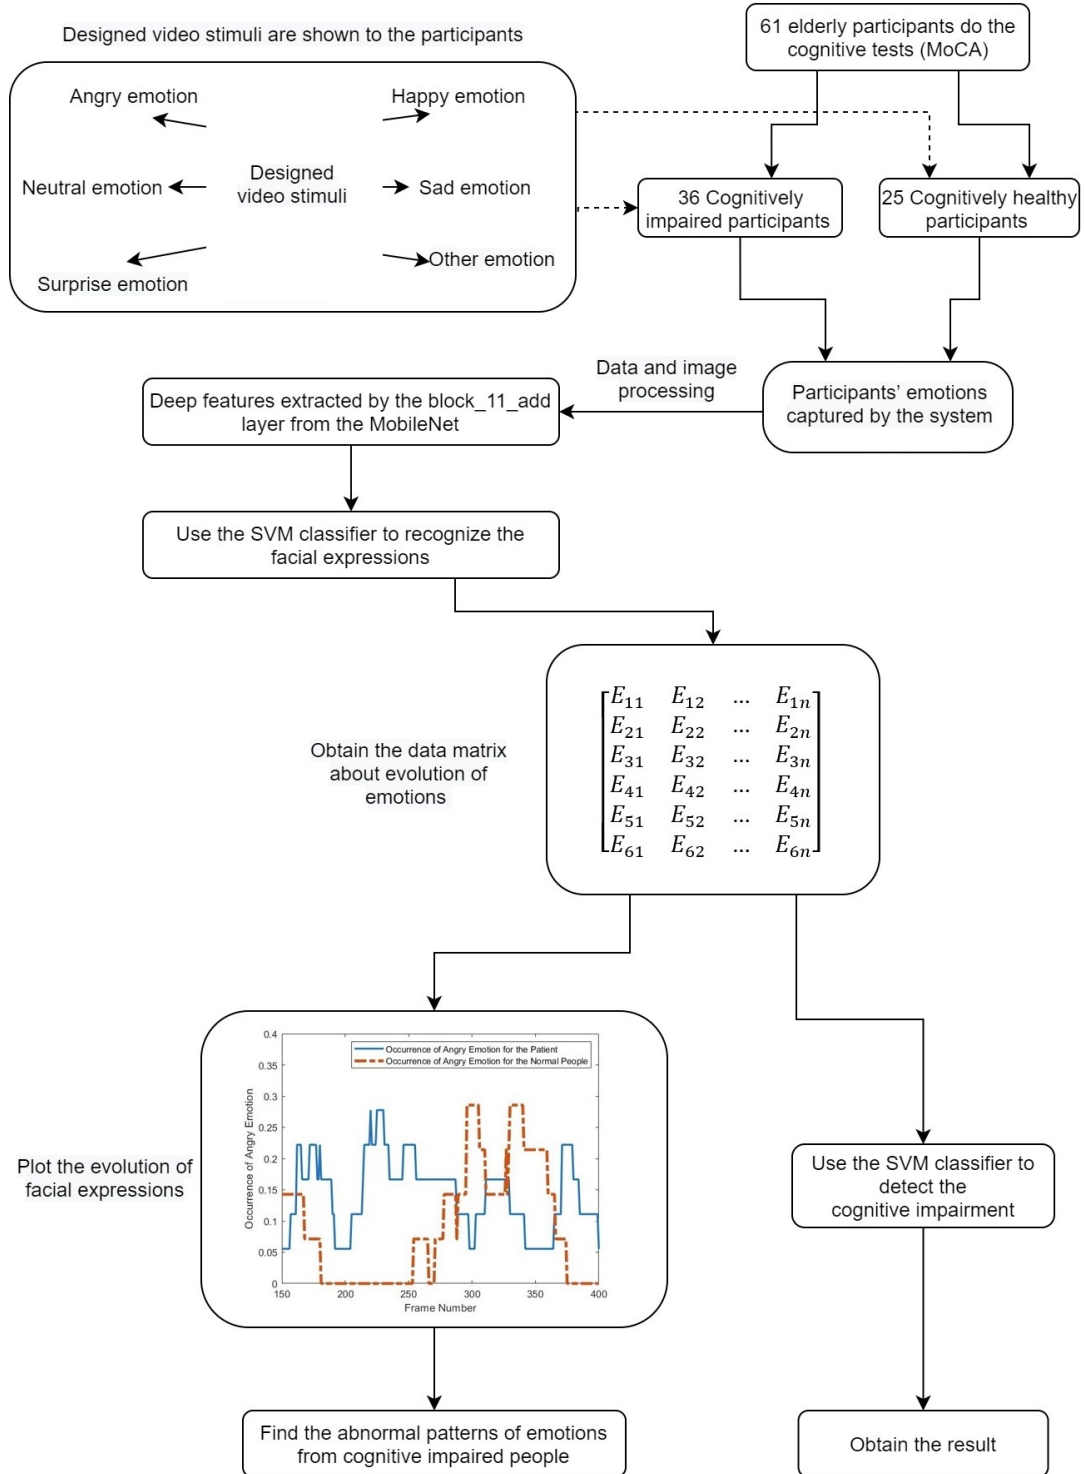 Designed video stimuli are shown to the participants
61 elderly participants do the
cognitive tests (MoCA)
Angry emotion
Happy emotion
Neutral emotion
Designed
video stimuli
Sad emotion
Surprise emotion
Other emotion
36 Cognitively
impaired participants
25 Cognitively healthy
participants
Participants' emotions
captured by the system
Data and image
processing
Deep features extracted by the block_11_add
layer from the MobileNet
Use the SVM classifier to recognize the
facial expressions
Obtain the data matrix
about evolution of
emotions
E11 E12 ... E1n
E21 E22 ... E2n
E31 E32 ... E3n
E41 E42 ... E4n
E51 E52 ... E5n
E61 E62 ... E6n
Plot the evolution of
facial expressions
Occurrence of Angry Emotion for the Patient
Occurrence of Angry Emotion for the Normal People
Occurrence of Angry Emotion
0.4
0.35
0.3
0.25
0.2
0.15
0.1
0.05
0
150 200 250 300 350 400
Frame Number
Use the SVM classifier to
detect the
cognitive impairment
Find the abnormal patterns of emotions
from cognitive impaired people
Obtain the result